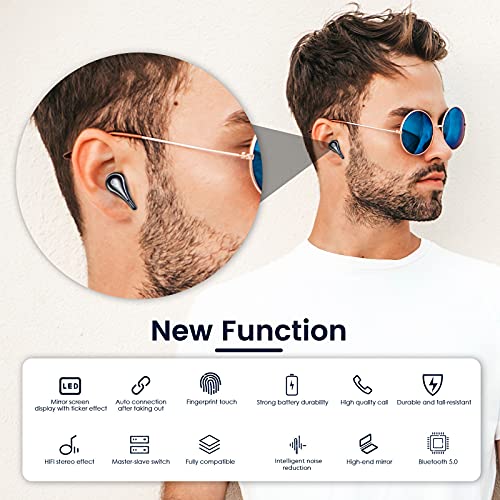 New Function
LED
Mirror screen
display with ticker effect
Auto connection
after taking out
Fingerprint touch
Strong battery durability
High quality call
Durable and fall-resistant
HIFI stereo effect
Master-slave switch
Fully compatible
Intelligent noise
reduction
High-end mirror
Bluetooth 5.0